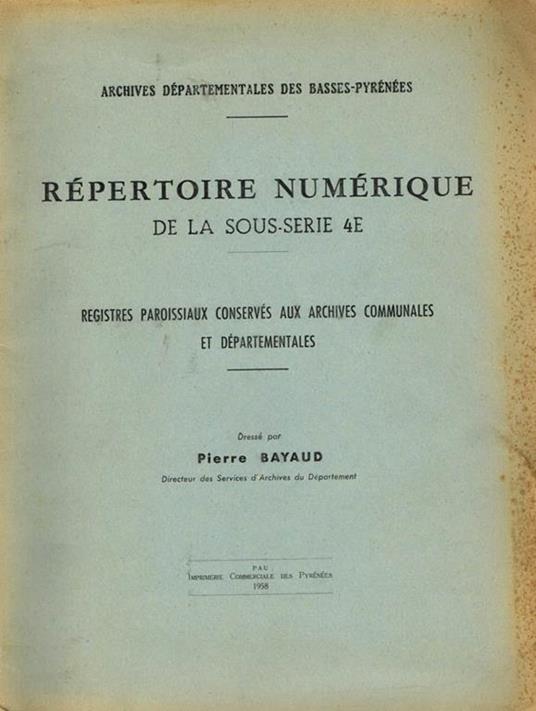 ARCHIVES DÉPARTEMENTALES DES BASSES-PYRÉNÉES
RÉPERTOIRE NUMÉRIQUE
DE LA SOUS-SERIE 4E
REGISTRES PAROISSIAUX CONSERVÉS AUX ARCHIVES COMMUNALES
ET DÉPARTEMENTALES
Dressé par
Pierre BAYAUD
Directeur des Services d'Archives du Département
PAU
IMPRIMERIE COMMERCIALE DES PYRÉNÉES
1958